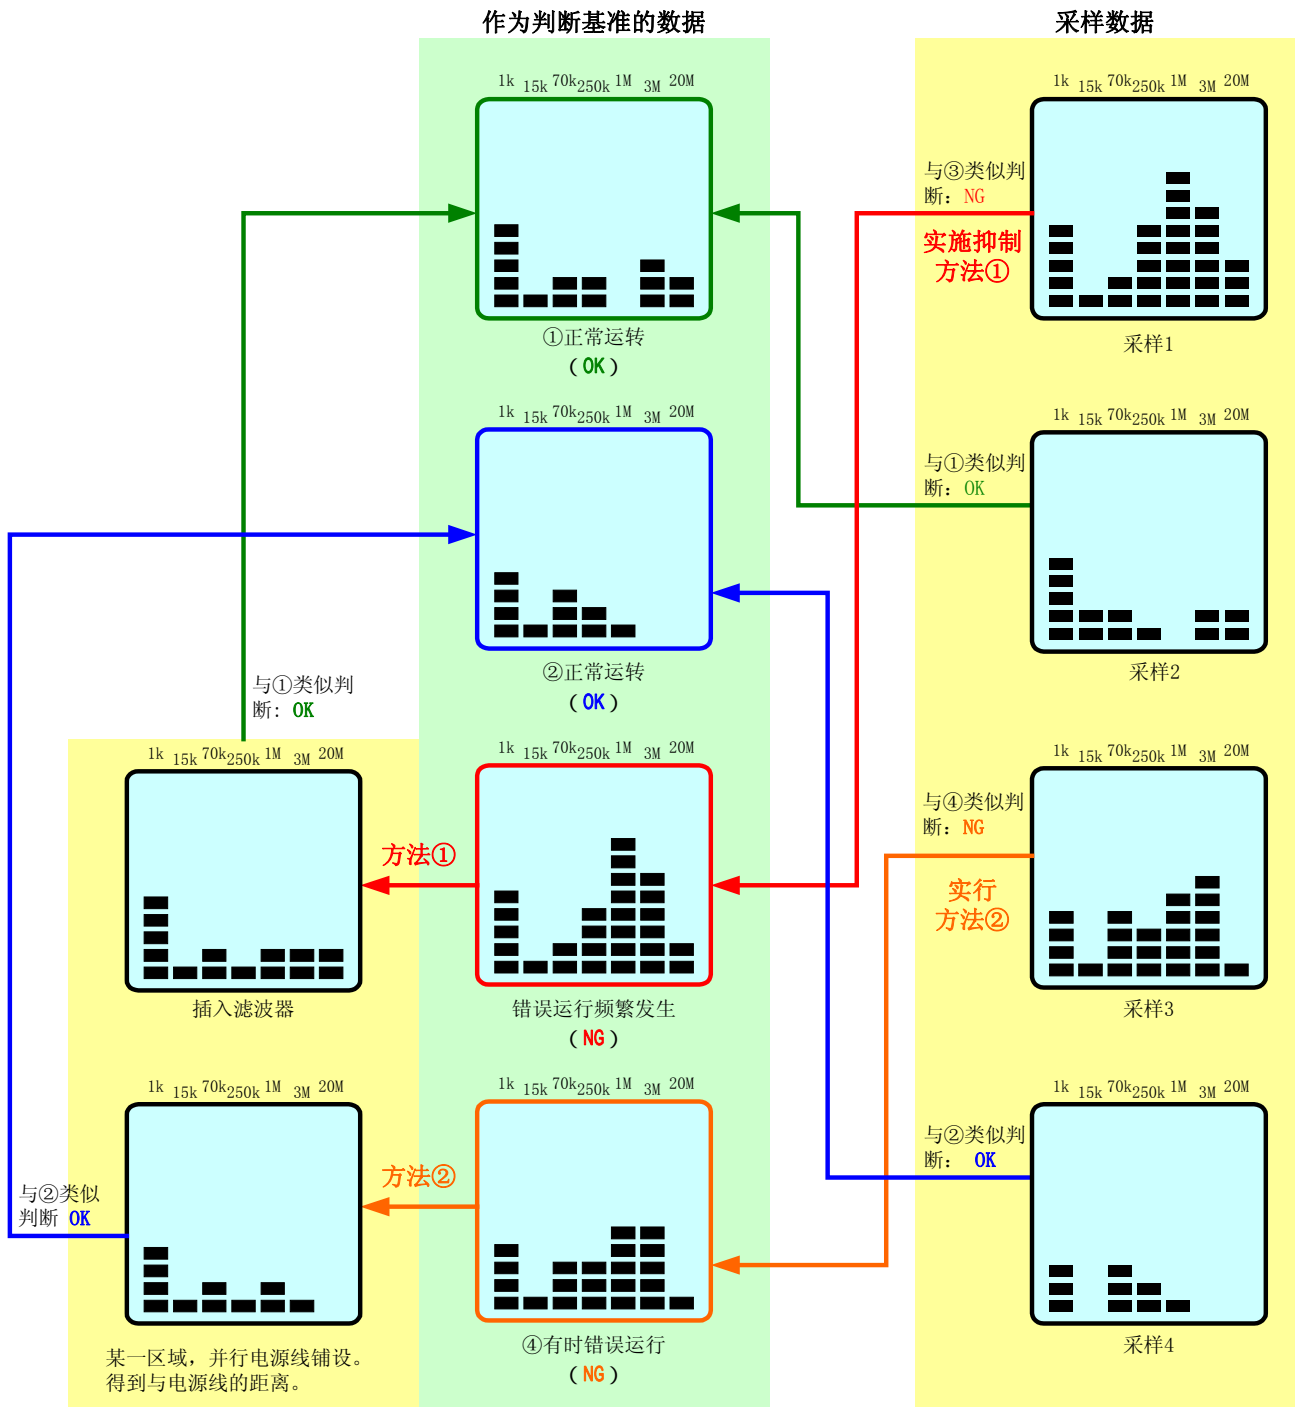 作为判断基准的数据
采样数据
1k 15k 70k 250k 1M 3M 20M
①正常运转
(OK)
1k 15k 70k 250k 1M 3M 20M
②正常运转
(OK)
1k 15k 70k 250k 1M 3M 20M
错误运行频繁发生
(NG)
1k 15k 70k 250k 1M 3M 20M
④有时错误运行
(NG)
1k 15k 70k 250k 1M 3M 20M
与③类似判
断：NG
实施抑制
方法①
采样1
1k 15k 70k 250k 1M 3M 20M
与①类似判
断：OK
采样2
1k 15k 70k 250k 1M 3M 20M
与④类似判
断：NG
实行
方法②
采样3
1k 15k 70k 250k 1M 3M 20M
与②类似判
断： OK
采样4
与①类似判
断: OK
1k 15k 70k 250k 1M 3M 20M
方法①
插入滤波器
1k 15k 70k 250k 1M 3M 20M
方法②
与②类似
判断 OK
某一区域，并行电源线铺设。
得到与电源线的距离。